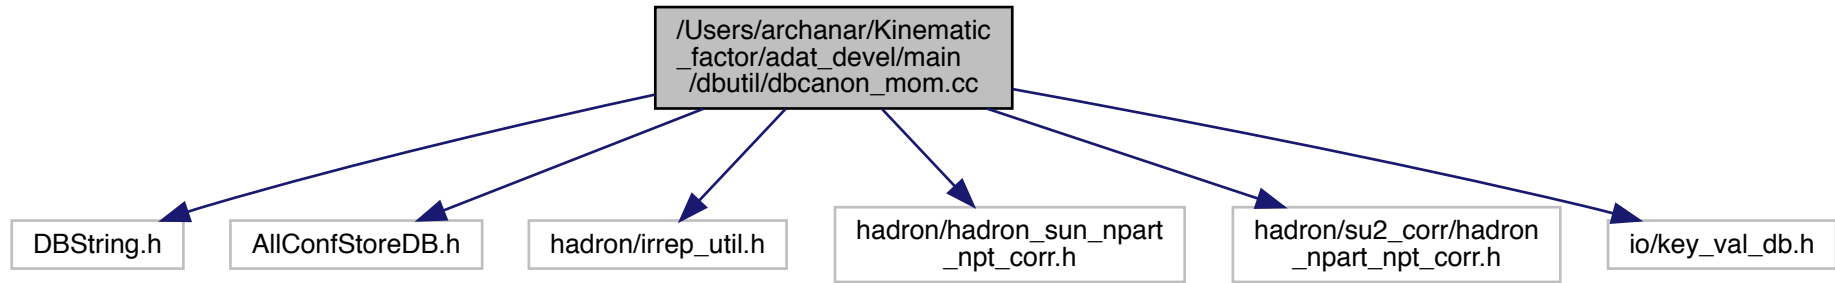 /Users/archanar/Kinematic
_factor/adat_devel/main
/dbutil/dbcanon_mom.cc
DBString.h
AllConfStoreDB.h
hadron/irrep_util.h
hadron/hadron_sun_npart
_npt_corr.h
hadron/su2_corr/hadron
_npart_npt_corr.h
io/key_val_db.h